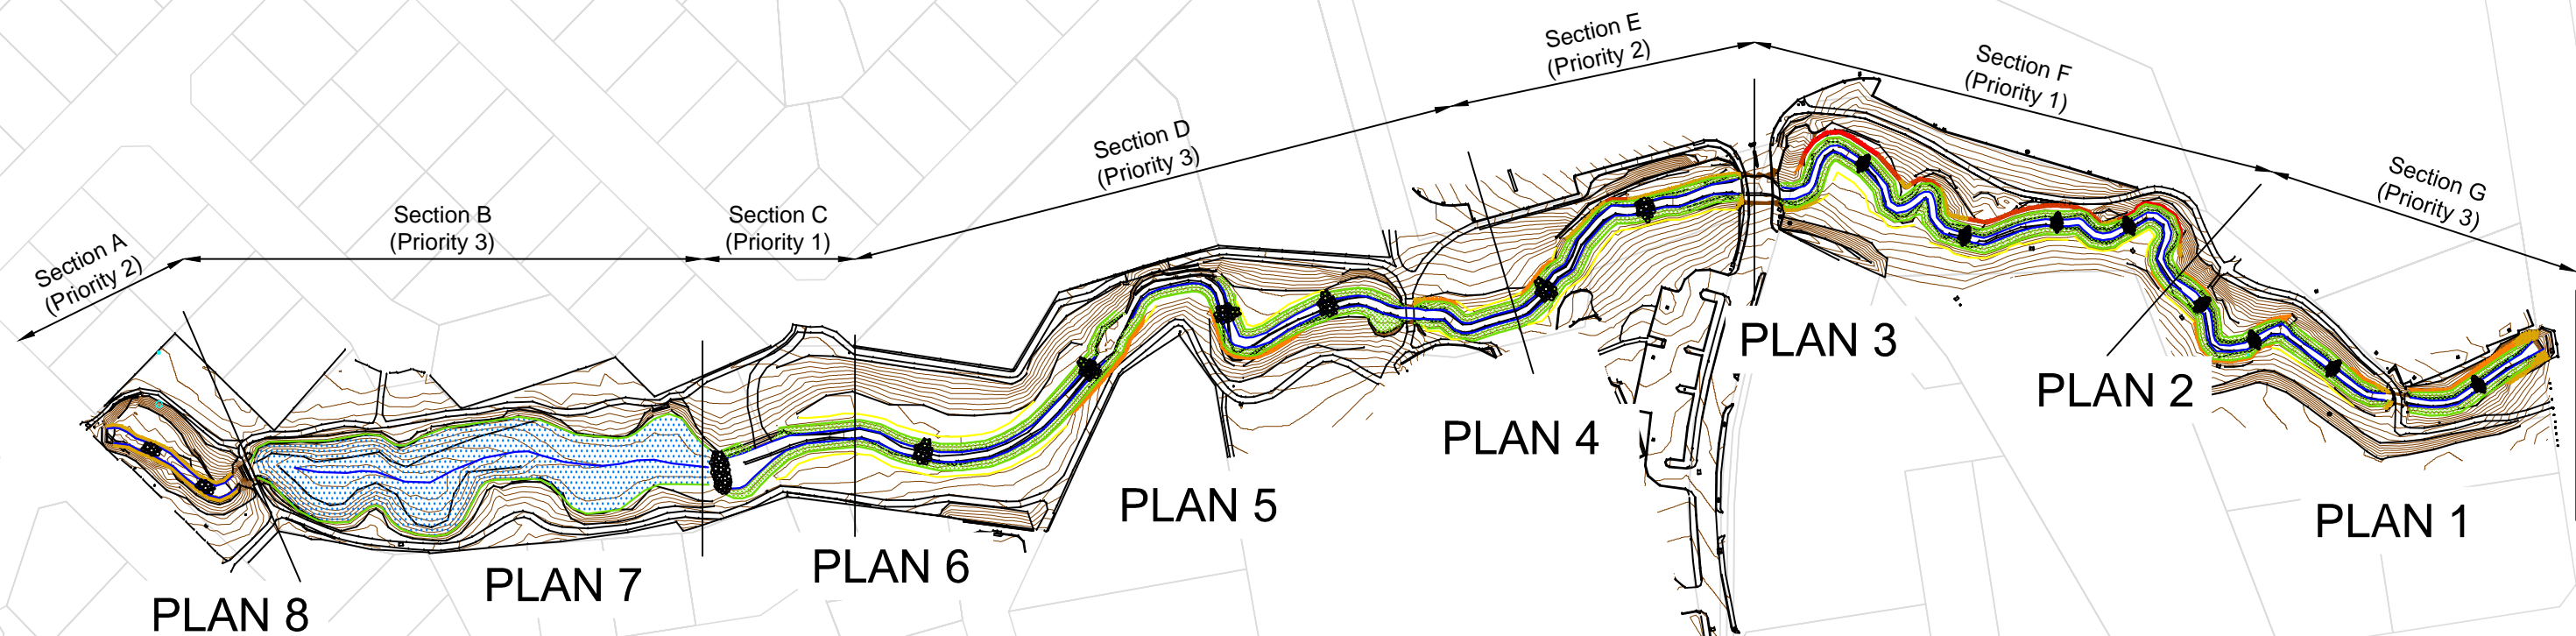 Section A
(Priority 2)
Section B
(Priority 3)
Section C
(Priority 1)
Section D
(Priority 3)
Section E
(Priority 2)
Section F
(Priority 1)
Section G
(Priority 3)
PLAN 8
PLAN 7
PLAN 6
PLAN 5
PLAN 4
PLAN 3
PLAN 2
PLAN 1